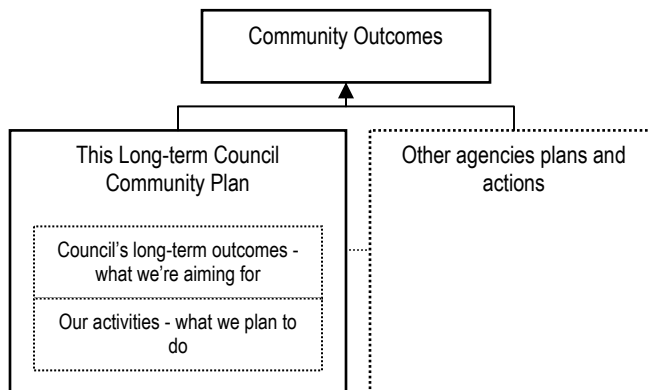 Community Outcomes
This Long-term Council
Community Plan
Council's long-term outcomes -
what we're aiming for
Our activities - what we plan to
do
Other agencies plans and
actions